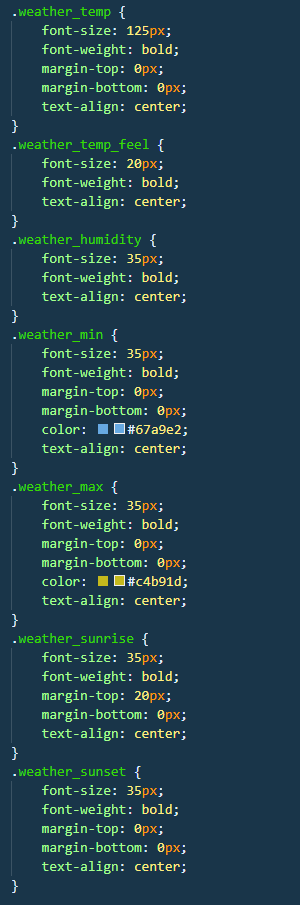 .weather_temp {
    font-size: 125px;
    font-weight: bold;
    margin-top: 0px;
    margin-bottom: 0px;
    text-align: center;
}
.weather_temp_feel {
    font-size: 20px;
    font-weight: bold;
    text-align: center;
}
.weather_humidity {
    font-size: 35px;
    font-weight: bold;
    text-align: center;
}
.weather_min {
    font-size: 35px;
    font-weight: bold;
    margin-top: 0px;
    margin-bottom: 0px;
    color: #67a9e2;
    text-align: center;
}
.weather_max {
    font-size: 35px;
    font-weight: bold;
    margin-top: 0px;
    margin-bottom: 0px;
    color: #c4b91d;
    text-align: center;
}
.weather_sunrise {
    font-size: 35px;
    font-weight: bold;
    margin-top: 20px;
    margin-bottom: 0px;
    text-align: center;
}
.weather_sunset {
    font-size: 35px;
    font-weight: bold;
    margin-top: 0px;
    margin-bottom: 0px;
    text-align: center;
}